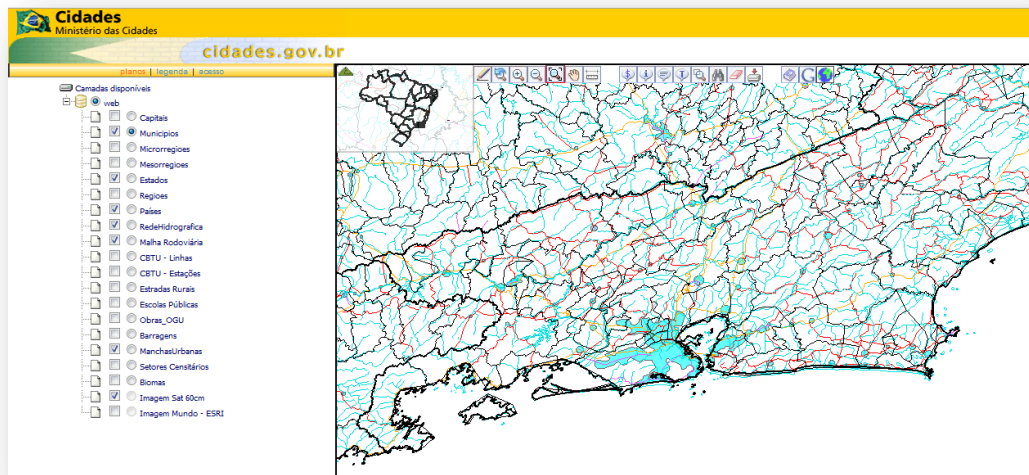 Cidades
Ministério das Cidades
cidades.gov.br
planos | legenda | acesso
Camadas disponíveis
web
Capitais
Municipios
Microrregioes
Mesorregioes
Estados
Regioes
Países
RedeHidrografica
Malha Rodoviária
CBTU - Linhas
CBTU - Estações
Estradas Rurais
Escolas Públicas
Obras_OGU
Barragens
ManchasUrbanas
Setores Censitários
Biomas
Imagem Sat 60cm
Imagem Mundo - ESRI